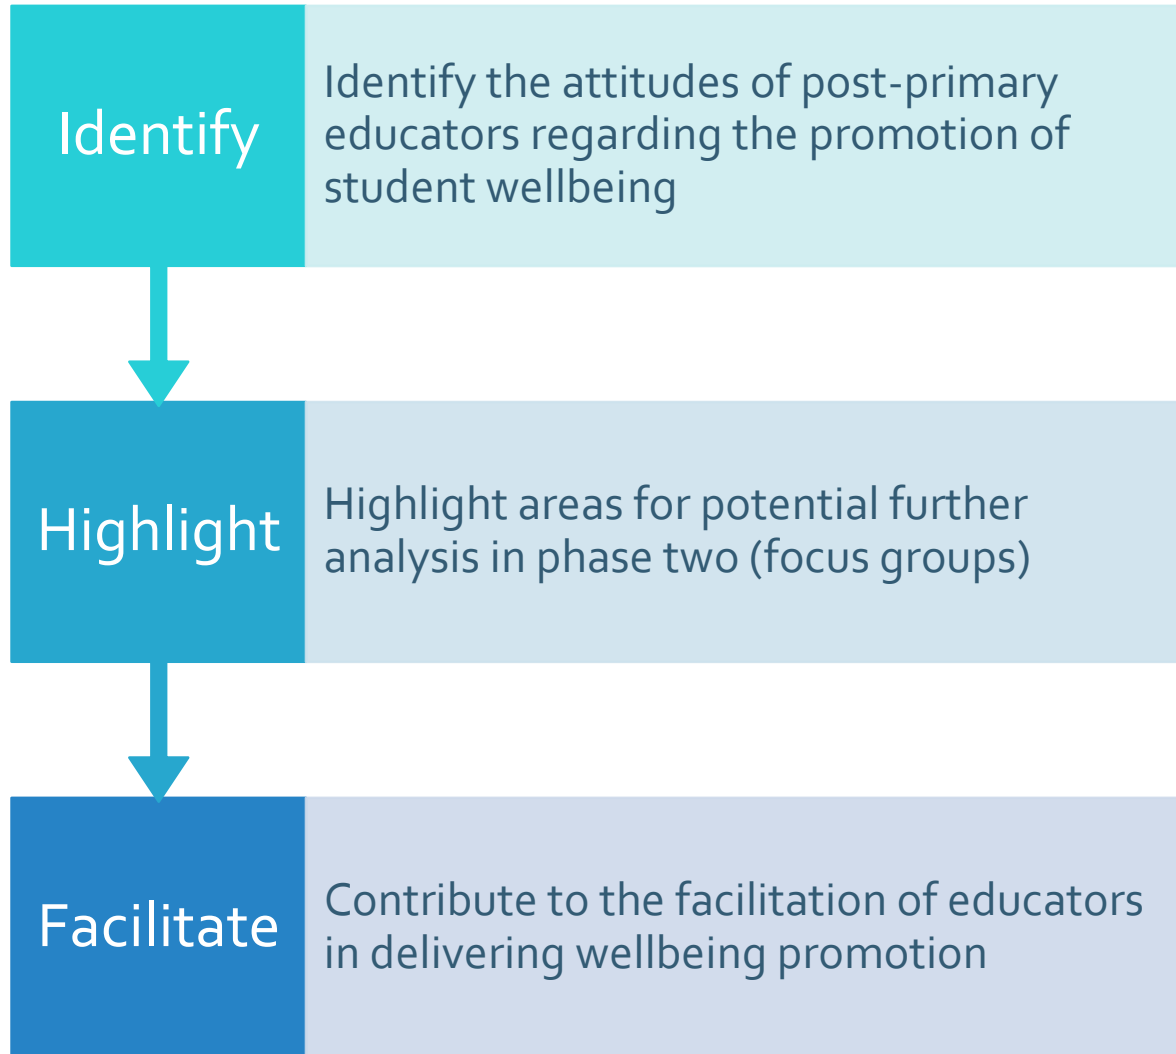 Identify
Identify the attitudes of post-primary
educators regarding the promotion of
student wellbeing
Highlight
Highlight areas for potential further
analysis in phase two (focus groups)
Facilitate
Contribute to the facilitation of educators
in delivering wellbeing promotion